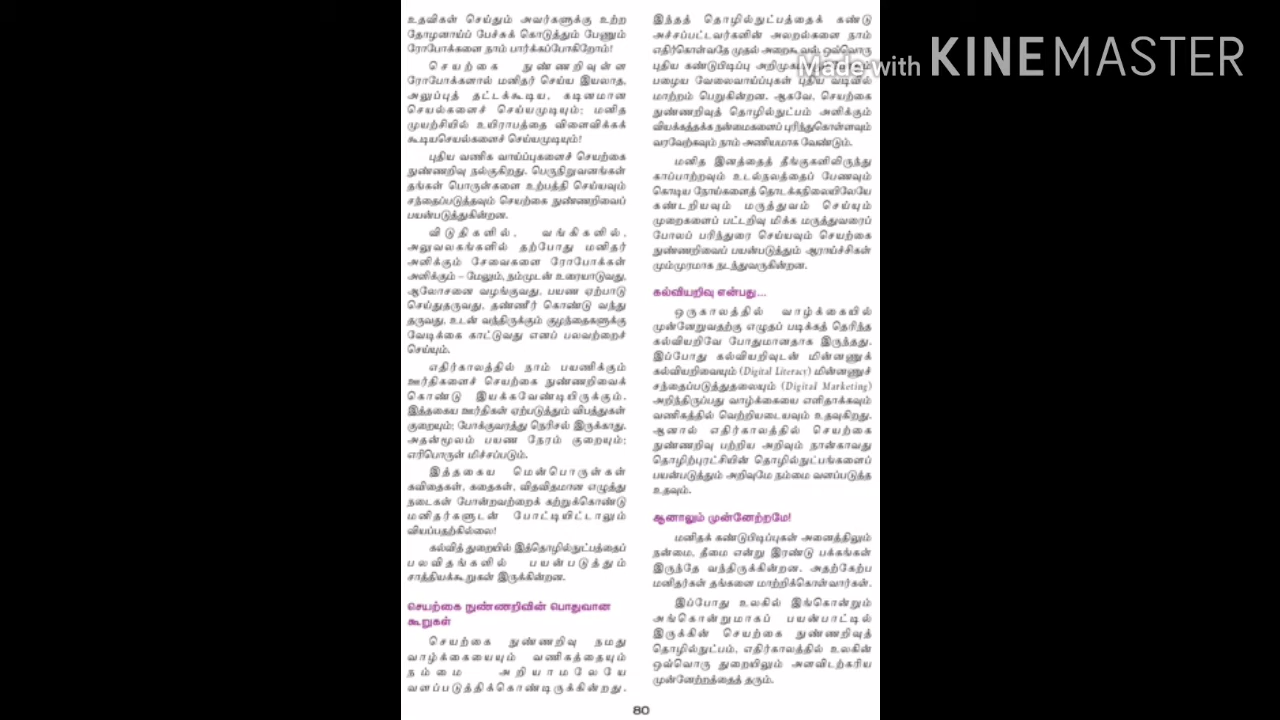 உதவிகள் செய்தும் அவர்களுக்கு உற்ற
தோழனாய்ப் பேச்சுக் கொடுத்தும் பேணும்
ரோபோக்களை நாம் பார்க்கப்போகிறோம்!
செயற்கை நுண்ணறிவுள்ள
ரோபோக்களால் மனிதர் செய்ய இயலாத,
அலுப்புத் தட்டக்கூடிய, கடினமான
செயல்களைச் செய்யமுடியும்; மனித
முயற்சியில் உயிராபத்தை விளைவிக்கக்
கூடியசெயல்களைச் செய்யமுடியும்!
புதிய வணிக வாய்ப்புகளைச் செயற்கை
நுண்ணறிவு நல்குகிறது. பெருநிறுவனங்கள்
தங்கள் பொருள்களை உற்பத்தி செய்யவும்
சந்தைப்படுத்தவும் செயற்கை நுண்ணறிவைப்
பயன்படுத்துகின்றன.
விடுதிகளில், வங்கிகளில்,
அலுவலகங்களில் தற்போது மனிதர்
அளிக்கும் சேவைகளை ரோபோக்கள்
அளிக்கும் – மேலும், நம்முடன் உரையாடுவது,
ஆலோசனை வழங்குவது, பயண ஏற்பாடு
செய்துதருவது, தண்ணீர் கொண்டு வந்து
தருவது, உடன் வந்திருக்கும் குழந்தைகளுக்கு
வேடிக்கை காட்டுவது எனப் பலவற்றைச்
செய்யும்.
எதிர்காலத்தில் நாம் பயணிக்கும்
ஊர்திகளைச் செயற்கை நுண்ணறிவைக்
கொண்டு இயக்கவேண்டியிருக்கும்.
இத்தகைய ஊர்திகள் ஏற்படுத்தும் விபத்துகள்
குறையும்; போக்குவரத்து நெரிசல் இருக்காது.
அதன்மூலம் பயண நேரம் குறையும்;
எரிபொருள் மிச்சப்படும்.
இத்தகைய மென்பொருள்கள்
கவிதைகள், கதைகள், விதவிதமான எழுத்து
நடைகள் போன்றவற்றைக் கற்றுக்கொண்டு
மனிதர்களுடன் போட்டியிட்டாலும்
வியப்பதற்கில்லை!
கல்வித் துறையில் இத்தொழில்நுட்பத்தைப்
பலவிதங்களில் பயன்படுத்தும்
சாத்தியக்கூறுகள் இருக்கின்றன.
செயற்கை நுண்ணறிவின் பொதுவான
கூறுகள்
செயற்கை நுண்ணறிவு நமது
வாழ்க்கையையும் வணிகத்தையும்
நம்மை அறியாமலேயே
வளப்படுத்திக்கொண்டிருக்கின்றது.
இந்தத் தொழில்நுட்பத்தைக் கண்டு
அச்சப்பட்டவர்களின் அலறல்களை நாம்
எதிர்கொள்வதே முதல் அறைகூவல். ஒவ்வொரு
புதிய கண்டுபிடிப்பு
பழைய வேலைவாய்ப்புகள் புதிய வடிவில்
மாற்றம் பெறுகின்றன. ஆகவே, செயற்கை
நுண்ணறிவுத் தொழில்நுட்பம் அளிக்கும்
வியக்கத்தக்க நன்மைகளைப் புரிந்துகொள்ளவும்
வரவேற்கவும் நாம் அணியமாக வேண்டும்.
மனித இனத்தைத் தீங்குகளிலிருந்து
காப்பாற்றவும் உடல்நலத்தைப் பேணவும்
கொடிய நோய்களைத் தொடக்கநிலையிலேயே
கண்டறியவும் மருத்துவம் செய்யும்
முறைகளைப் பட்டறிவு மிக்க மருத்துவரைப்
போலப் பரிந்துரை செய்யவும் செயற்கை
நுண்ணறிவைப் பயன்படுத்தும் ஆராய்ச்சிகள்
மும்முரமாக நடந்துவருகின்றன.
கல்வியறிவு என்பது...
ஒருகாலத்தில் வாழ்க்கையில்
முன்னேறுவதற்கு எழுதப் படிக்கத் தெரிந்த
கல்வியறிவே போதுமானதாக இருந்தது.
இப்போது கல்வியறிவுடன் மின்னணுக்
கல்வியறிவையும் (Digital Literacy) மின்னணுச்
சந்தைப்படுத்துதலையும் (Digital Marketing)
அறிந்திருப்பது வாழ்க்கையை எளிதாக்கவும்
வணிகத்தில் வெற்றியடையவும் உதவுகிறது.
ஆனால் எதிர்காலத்தில் செயற்கை
நுண்ணறிவு பற்றிய அறிவும் நான்காவது
தொழிற்புரட்சியின் தொழில்நுட்பங்களைப்
பயன்படுத்தும் அறிவுமே நம்மை வளப்படுத்த
உதவும்.
ஆனாலும் முன்னேற்றமே!
மனிதக் கண்டுபிடிப்புகள் அனைத்திலும்
நன்மை, தீமை என்று இரண்டு பக்கங்கள்
இருந்தே வந்திருக்கின்றன. அதற்கேற்ப
மனிதர்கள் தங்களை மாற்றிக்கொள்வார்கள்.
இப்போது உலகில் இங்கொன்றும்
அங்கொன்றுமாகப் பயன்பாட்டில்
இருக்கின் செயற்கை நுண்ணறிவுத்
தொழில்நுட்பம், எதிர்காலத்தில் உலகின்
ஒவ்வொரு துறையிலும் அளவிடற்கரிய
முன்னேற்றத்தைத் தரும்.
80
Made with KINEMASTER